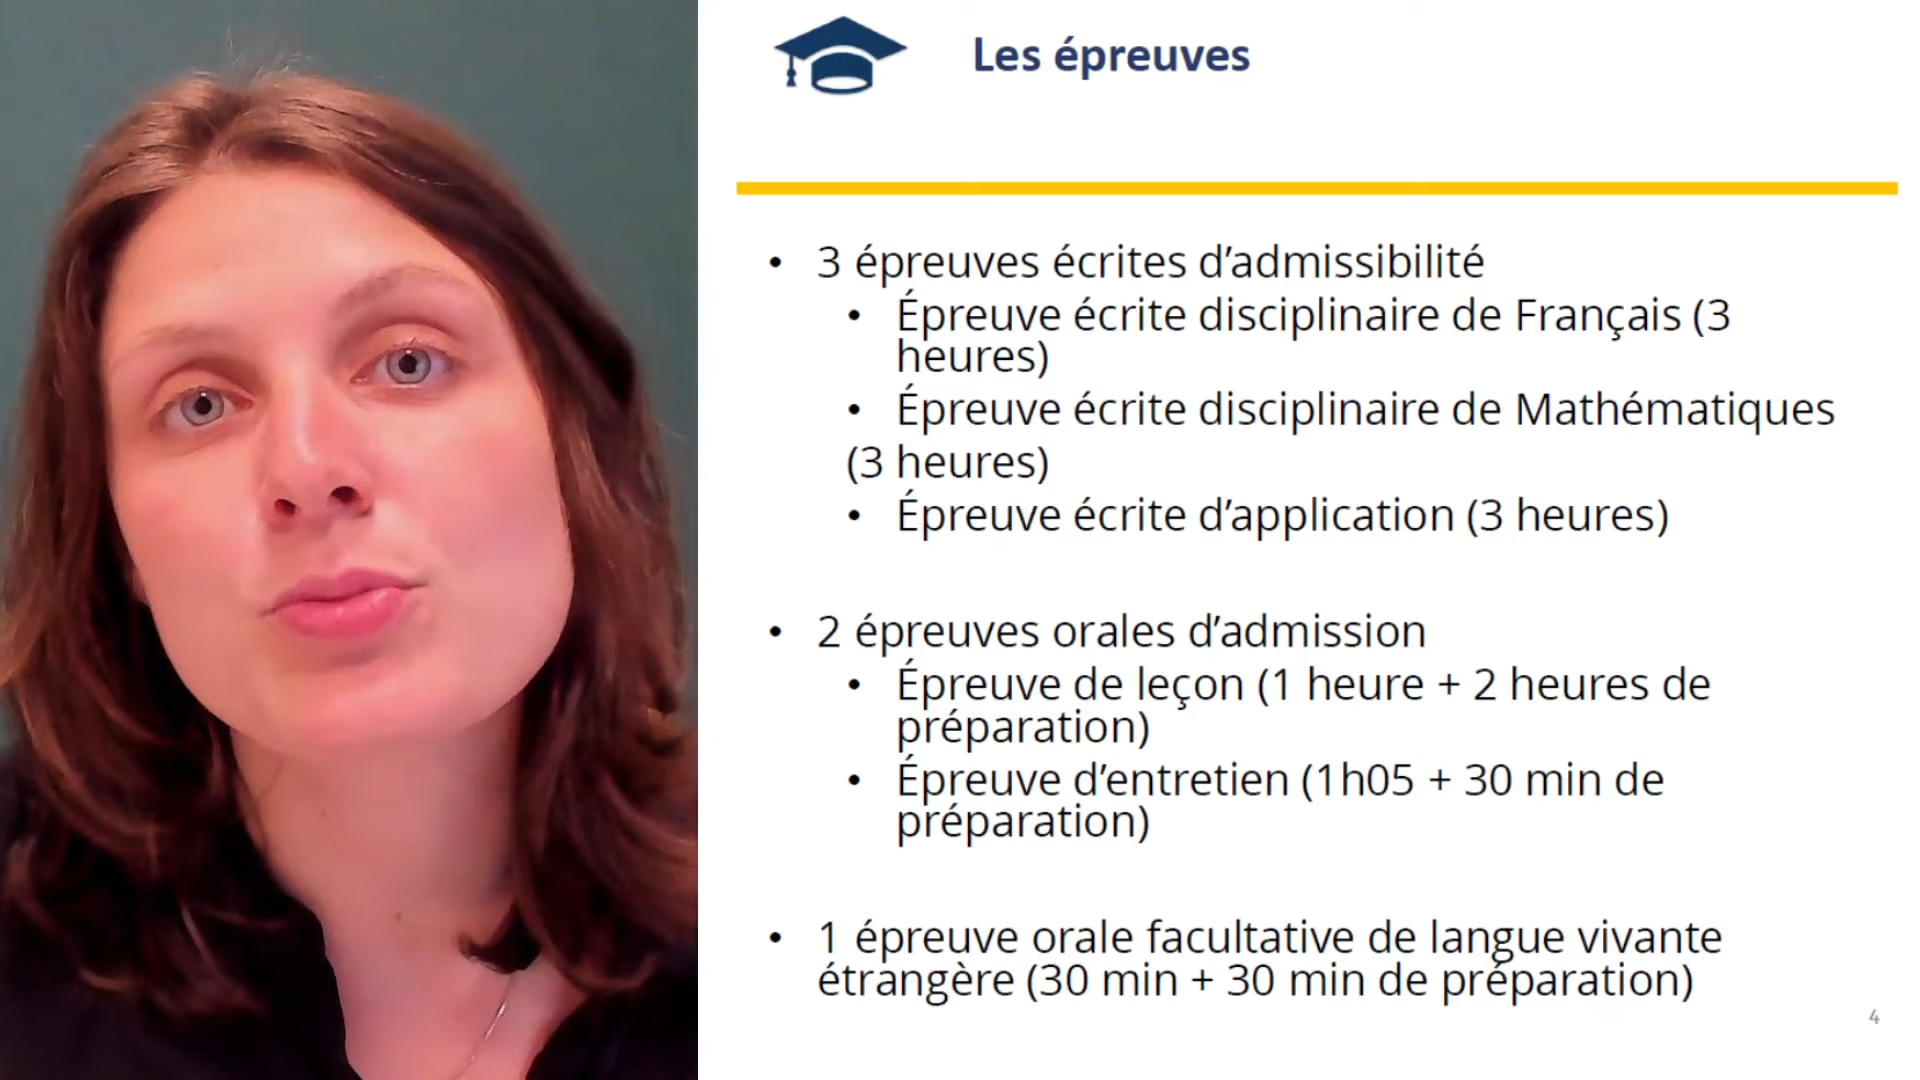 Les épreuves
• 3 épreuves écrites d’admissibilité
• Épreuve écrite disciplinaire de Français (3
heures)
• Épreuve écrite disciplinaire de Mathématiques
(3 heures)
• Épreuve écrite d’application (3 heures)
• 2 épreuves orales d’admission
• Épreuve de leçon (1 heure + 2 heures de
préparation)
• Épreuve d’entretien (1h05 + 30 min de
préparation)
• 1 épreuve orale facultative de langue vivante
étrangère (30 min + 30 min de préparation)
4